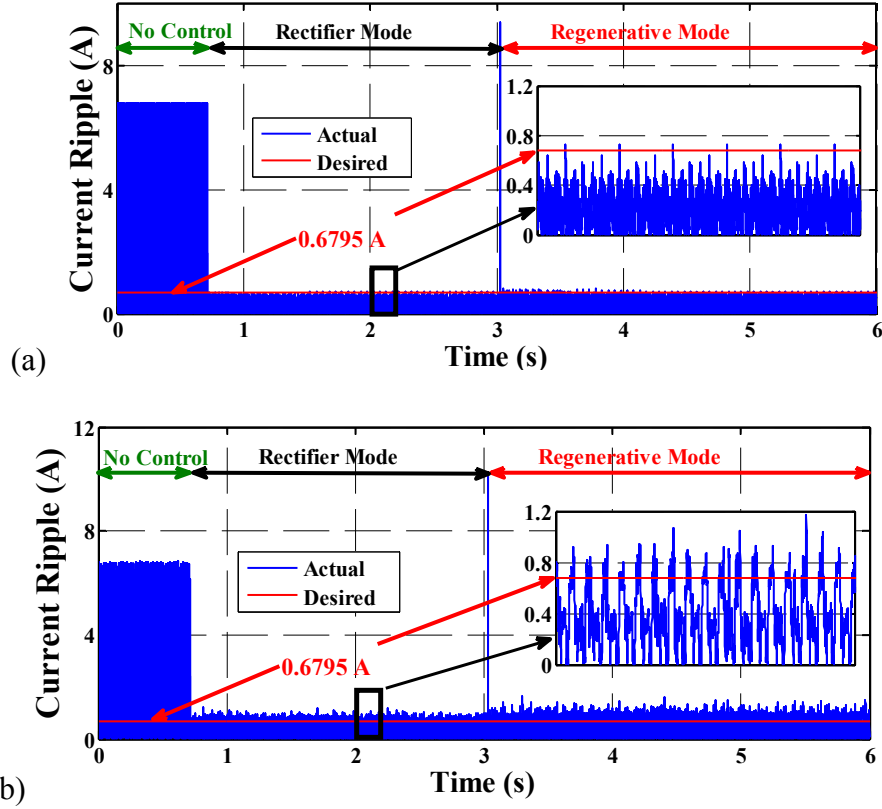 No Control
Rectifier Mode
Regenerative Mode
Current Ripple (A)
8
4
0
Actual
Desired
0.6795 A
1.2
0.8
0.4
0
0 1 2 3 4 5 6
Time (s)
(a)
12
8
4
0
Current Ripple (A)
No Control
Rectifier Mode
Regenerative Mode
Actual
Desired
0.6795 A
1.2
0.8
0.4
0
0 1 2 3 4 5 6
Time (s)
b)